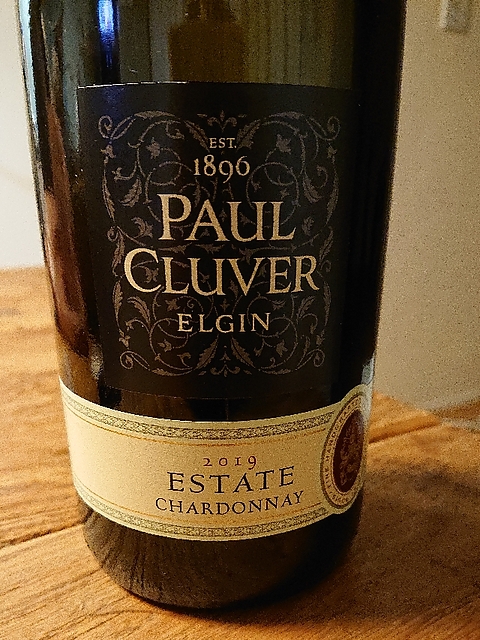 EST.
1896
PAUL
CLUVER
ELGIN
2019
ESTATE
CHARDONNAY